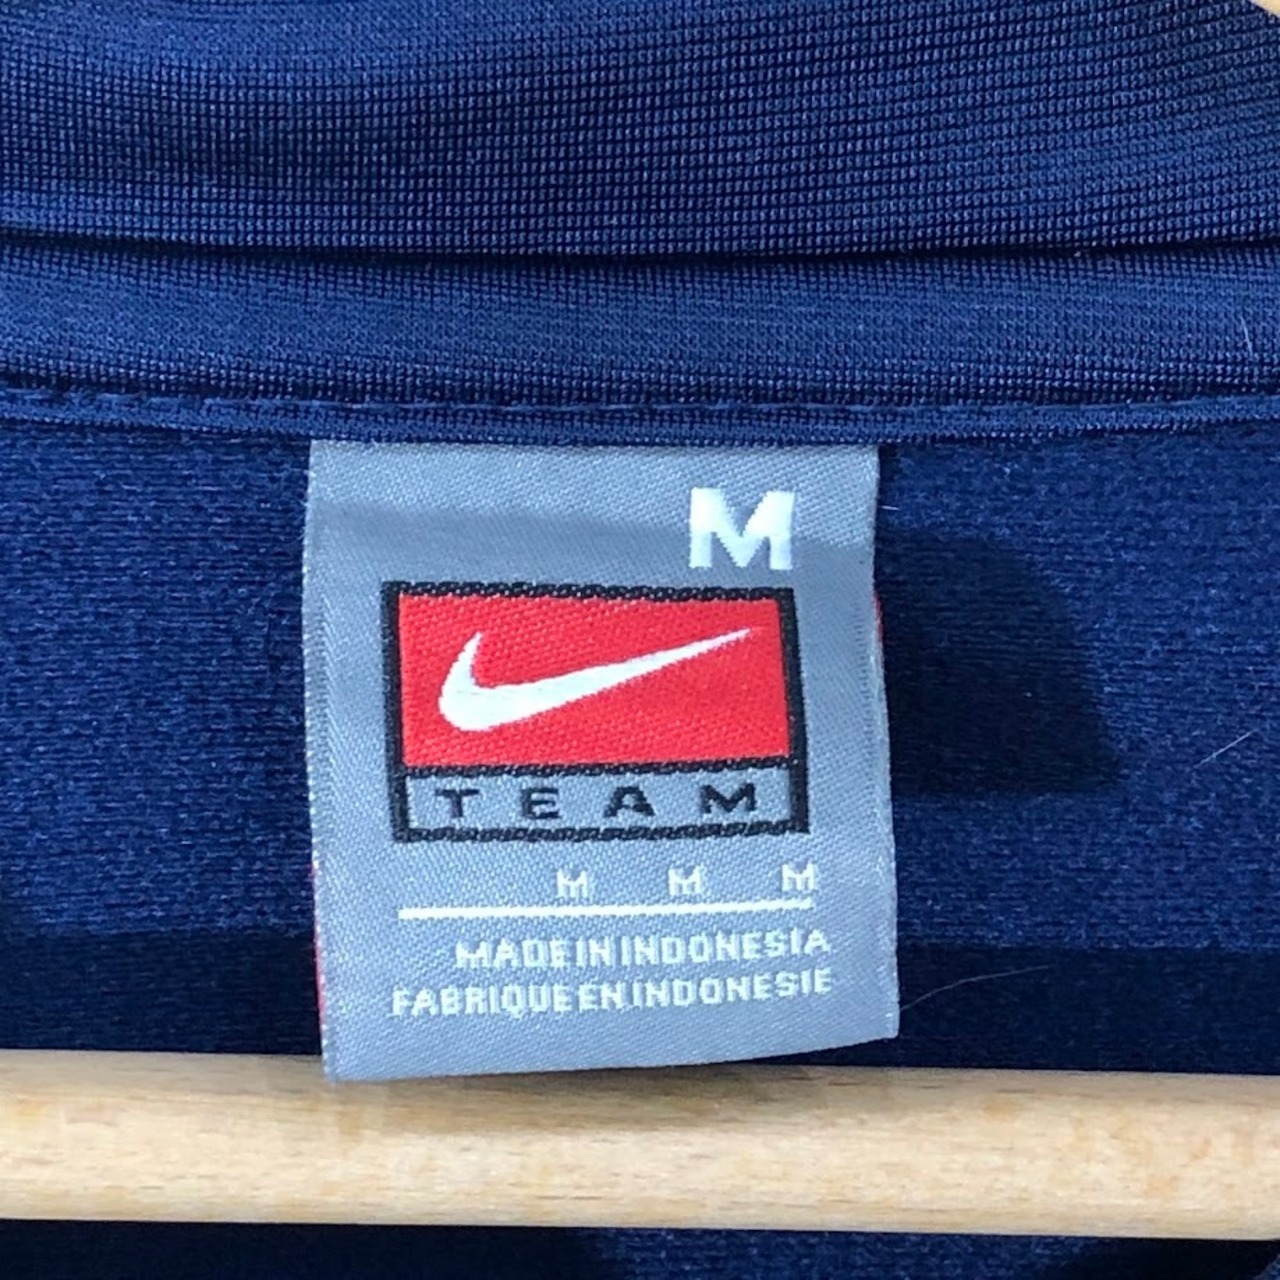 M
TEAM
M M M
MADE IN INDONESIA
FABRIQUE EN INDONESIE